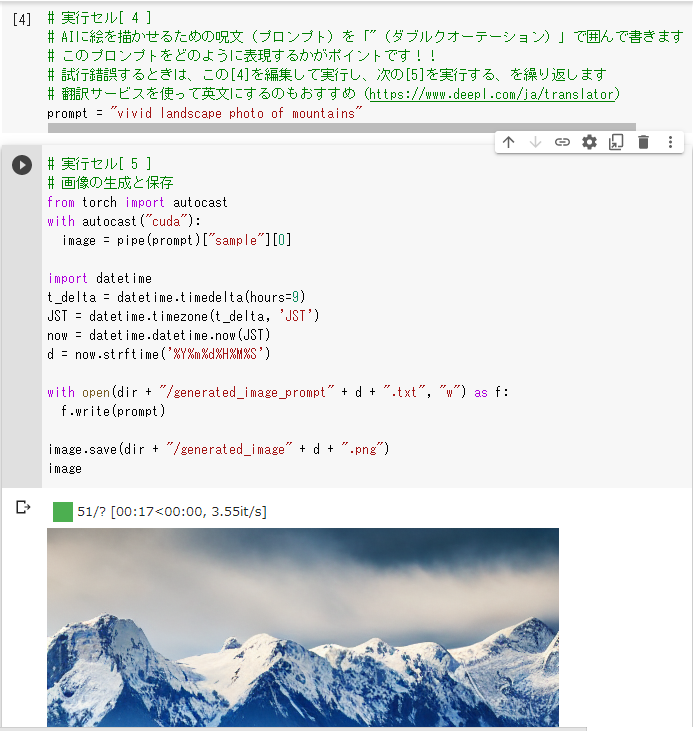 [4]
# 実行セル[ 4 ]
# AIに絵を描かせるための呪文（プロンプト）を「"（ダブルクオーテーション）」で囲んで書きます
# このプロンプトをどのように表現するかがポイントです！！
# 試行錯誤するときは、この[4]を編集して実行し、次の[5]を実行する、を繰り返します
# 翻訳サービスを使って英文にするのもおすすめ（https://www.deepl.com/ja/translator）
prompt = "vivid landscape photo of mountains"
# 実行セル[ 5 ]
# 画像の生成と保存
from torch import autocast
with autocast("cuda"):
  image = pipe(prompt)["sample"][0]
import datetime
t_delta = datetime.timedelta(hours=9)
JST = datetime.timezone(t_delta, 'JST')
now = datetime.datetime.now(JST)
d = now.strftime('%Y%m%d%H%M%S')
with open(dir + "/generated_image_prompt" + d + ".txt", "w") as f:
  f.write(prompt)
image.save(dir + "/generated_image" + d + ".png")
image
51/? [00:17<00:00, 3.55it/s]